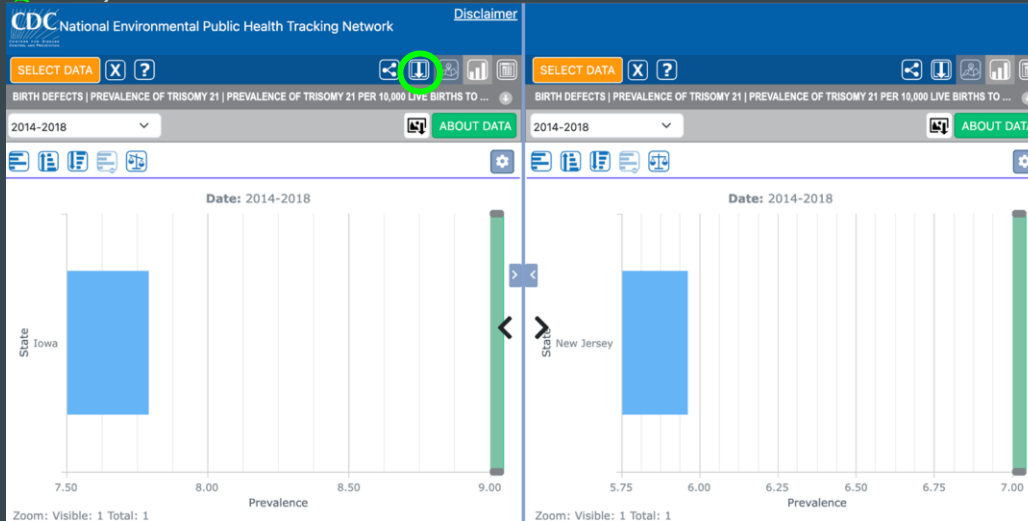 CDC National Environmental Public Health Tracking Network
Disclaimer
SELECT DATA X ?
BIRTH DEFECTS | PREVALENCE OF TRISOMY 21 | PREVALENCE OF TRISOMY 21 PER 10,000 LIVE BIRTHS TO ...
2014-2018
ABOUT DATA
Date: 2014-2018
State
Iowa
7.50 8.00 8.50 9.00
Prevalence
Zoom: Visible: 1 Total: 1
SELECT DATA X ?
BIRTH DEFECTS | PREVALENCE OF TRISOMY 21 | PREVALENCE OF TRISOMY 21 PER 10,000 LIVE BIRTHS TO ...
2014-2018
ABOUT DAT
Date: 2014-2018
State
New Jersey
5.75 6.00 6.25 6.50 6.75 7.00
Prevalence
Zoom: Visible: 1 Total: 1